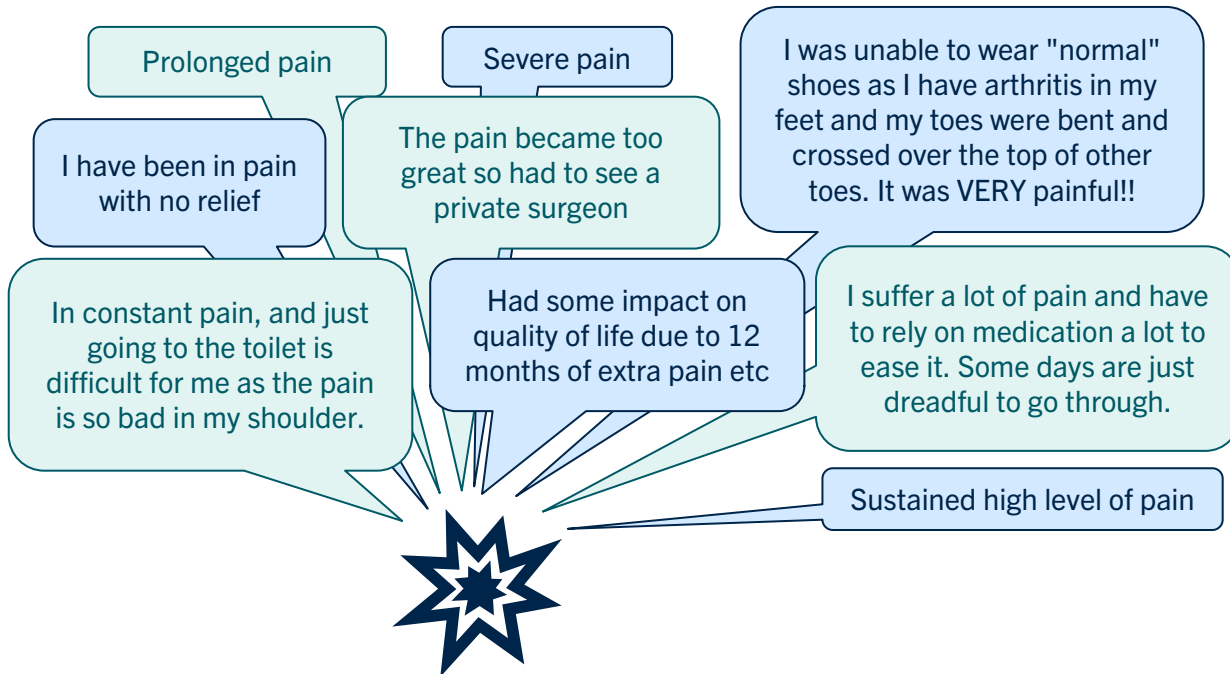 Prolonged pain
Severe pain
I was unable to wear "normal"
shoes as I have arthritis in my
feet and my toes were bent and
crossed over the top of other
toes. It was VERY painful!!
I have been in pain
with no relief
The pain became too
great so had to see a
private surgeon
In constant pain, and just
going to the toilet is
difficult for me as the pain
is so bad in my shoulder.
Had some impact on
quality of life due to 12
months of extra pain etc
I suffer a lot of pain and have
to rely on medication a lot to
ease it. Some days are just
dreadful to go through.
Sustained high level of pain